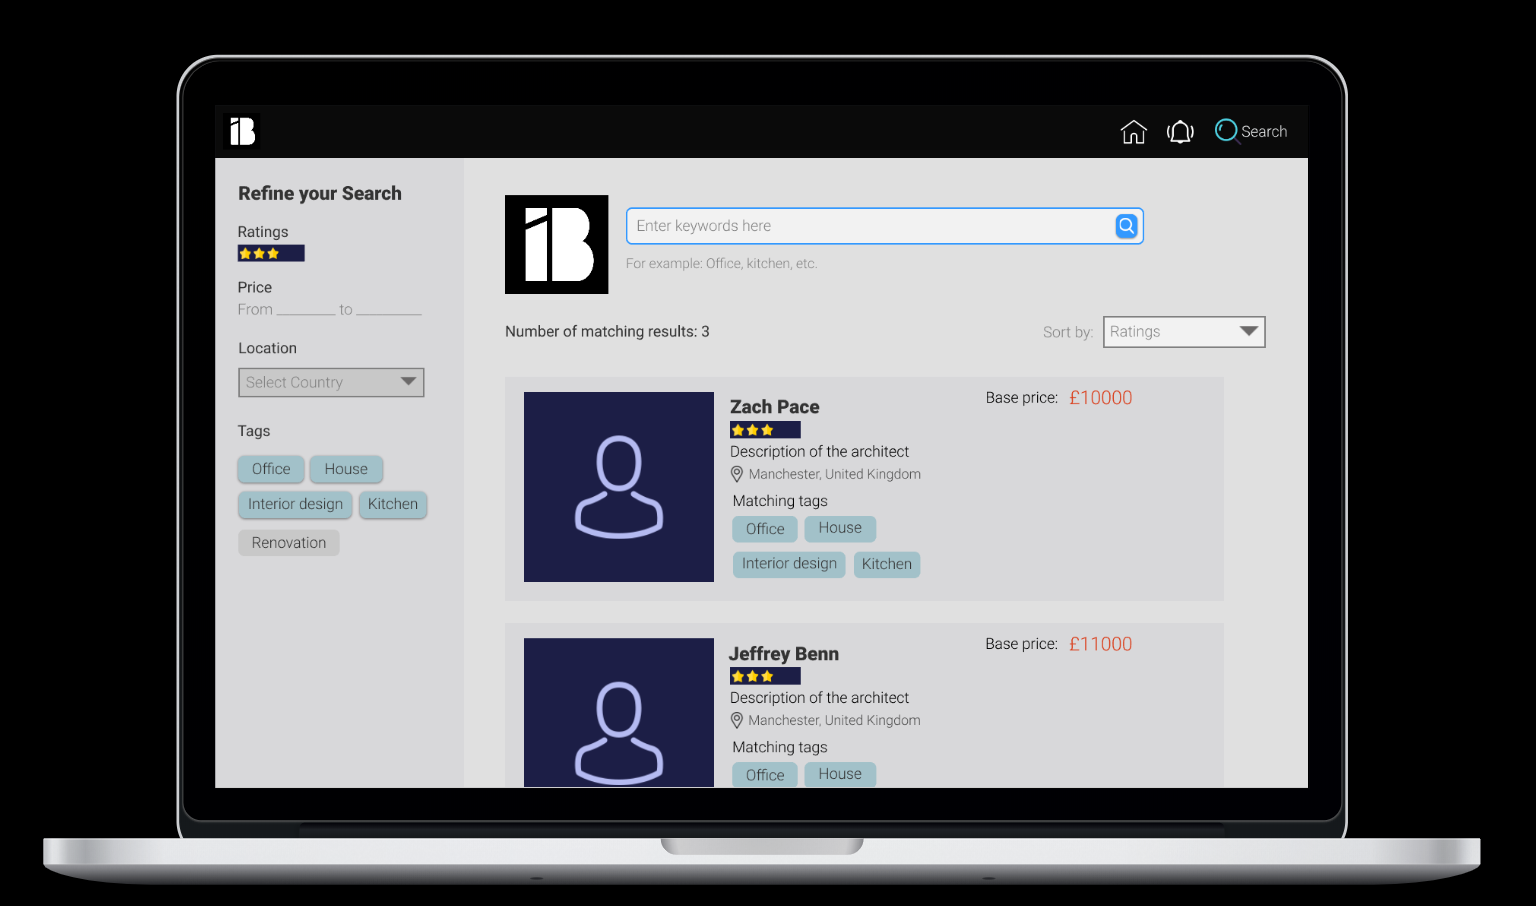 iB
Search
Refine your Search
Ratings
Price
From ______ to ______
Location
Select Country
Tags
Office
House
Interior design
Kitchen
Renovation
iB
Enter keywords here
For example: Office, kitchen, etc.
Number of matching results: 3
Sort by:
Ratings
Zach Pace
Base price: £10000
Description of the architect
Manchester, United Kingdom
Matching tags
Office
House
Interior design
Kitchen
Jeffrey Benn
Base price: £11000
Description of the architect
Manchester, United Kingdom
Matching tags
Office
House